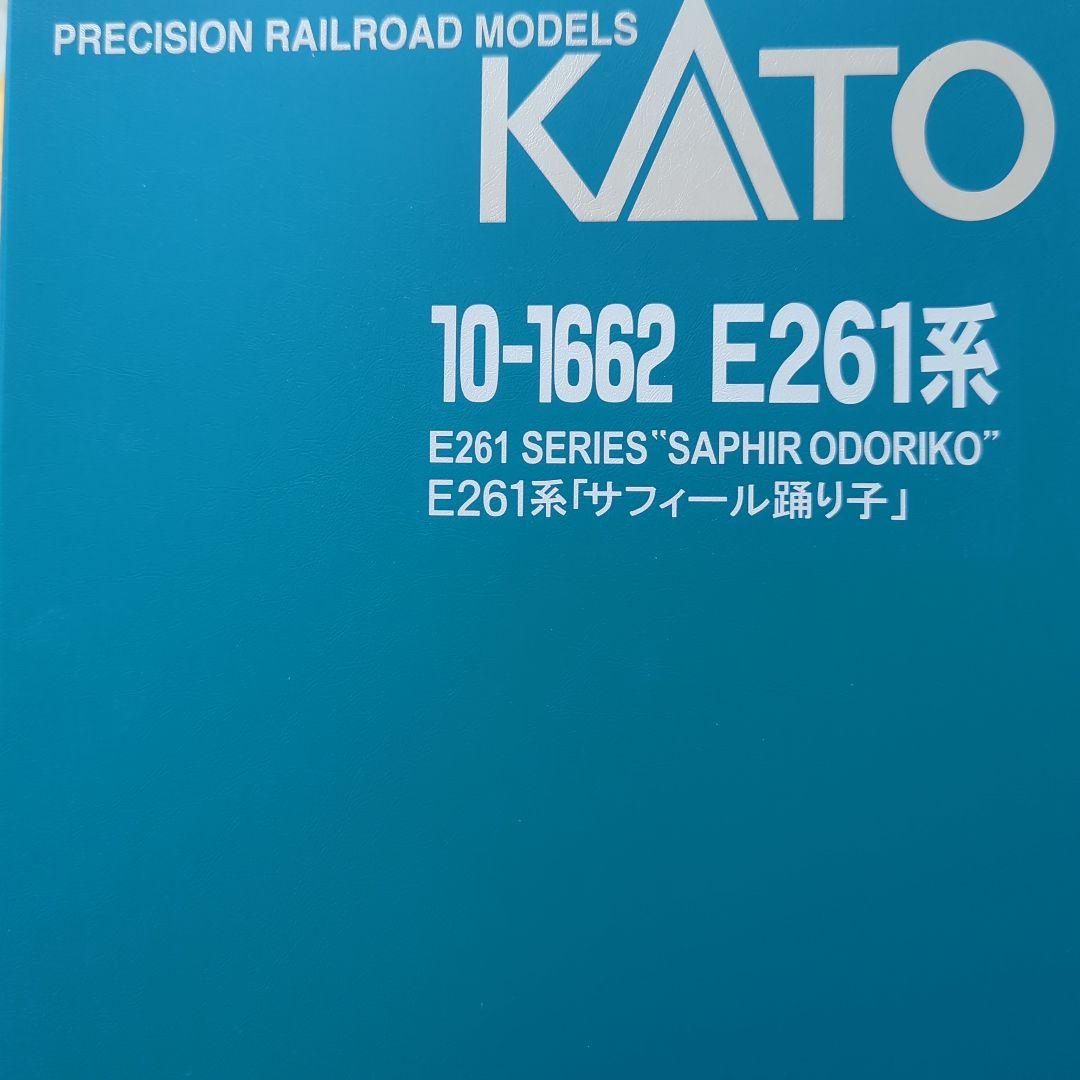 PRECISION RAILROAD MODELS
KATO
10-1662 E261系
E261 SERIES “SAPHIR ODORIKO”
E261系「サフィール踊り子」